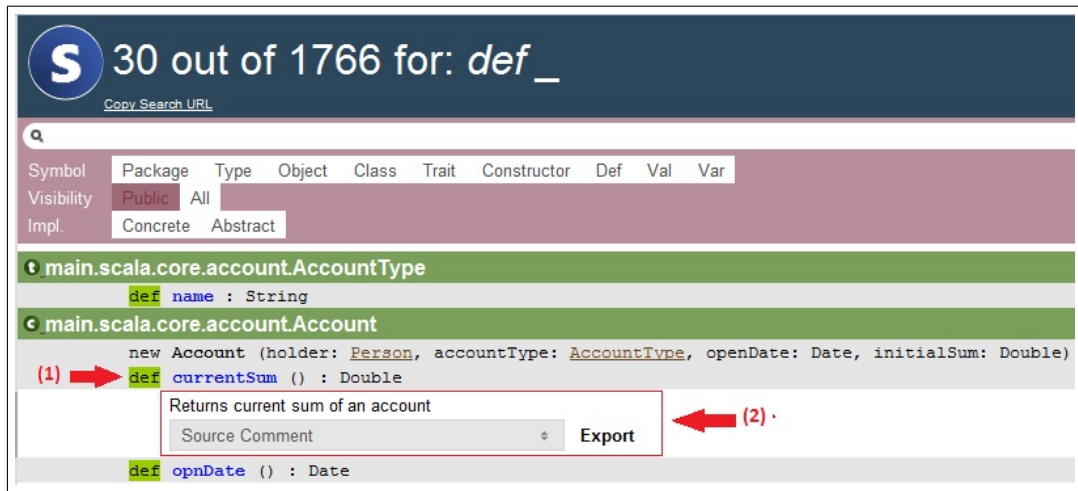 S 30 out of 1766 for: def _
Copy Search URL
Symbol Package Type Object Class Trait Constructor Def Val Var
Visibility Public All
Impl. Concrete Abstract
t main.scala.core.account.AccountType
def name : String
c main.scala.core.account.Account
new Account (holder: Person, accountType: AccountType, openDate: Date, initialSum: Double)
(1) def currentSum () : Double
Returns current sum of an account
(2)
Source Comment Export
def opnDate () : Date